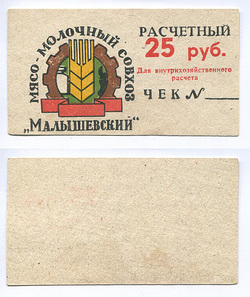 МЯСО-МОЛОЧНЫЙ СОВХОЗ
„МАЛЫШЕВСКИЙ“
РАСЧЕТНЫЙ
25 руб.
Для внутрихозяйственного
расчета
ЧЕК №